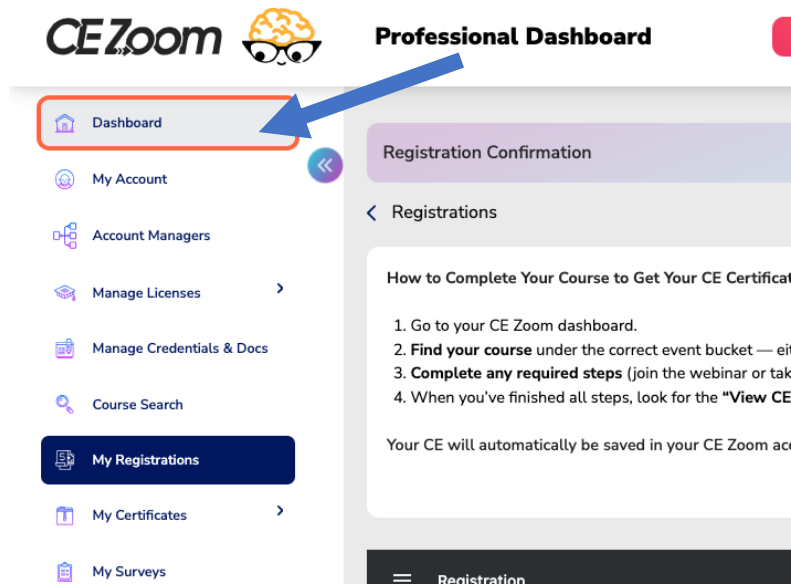 CE Zoom
Professional Dashboard
Dashboard
My Account
Account Managers
Manage Licenses
Manage Credentials & Docs
Course Search
My Registrations
My Certificates
My Surveys
Registration Confirmation
Registrations
How to Complete Your Course to Get Your CE Certificat
1. Go to your CE Zoom dashboard.
2. Find your course under the correct event bucket — eit
3. Complete any required steps (join the webinar or tak
4. When you've finished all steps, look for the "View CE
Your CE will automatically be saved in your CE Zoom acc
Registration